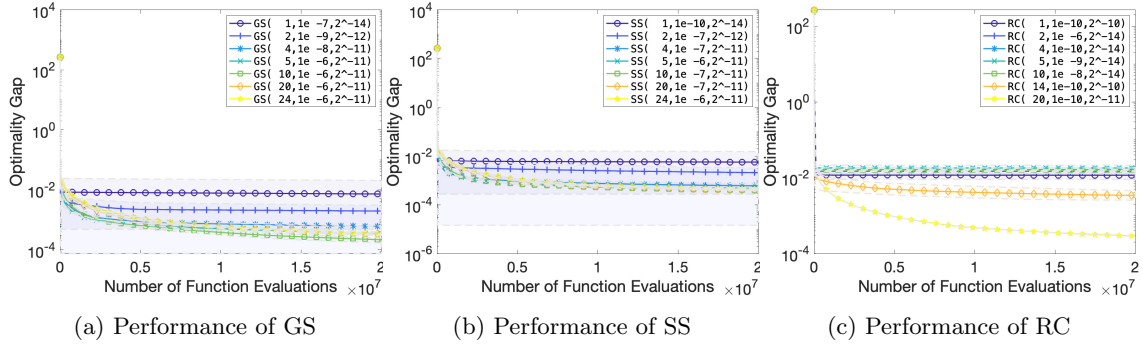 GS( 1,1e -7,2^-14)
GS( 2,1e -9,2^-12)
GS( 4,1e -8,2^-11)
GS( 5,1e -6,2^-11)
GS( 10,1e -6,2^-11)
GS( 20,1e -6,2^-11)
GS( 24,1e -6,2^-11)
Optimality Gap
10^4
10^2
10^0
10^-2
10^-4
0 0.5 1 1.5 2
Number of Function Evaluations ×10^7
(a) Performance of GS
SS( 1,1e-10,2^-14)
SS( 2,1e -7,2^-12)
SS( 4,1e -7,2^-11)
SS( 5,1e -6,2^-11)
SS( 10,1e -7,2^-11)
SS( 20,1e -7,2^-11)
SS( 24,1e -6,2^-11)
Optimality Gap
10^4
10^2
10^0
10^-2
10^-4
10^-6
0 0.5 1 1.5 2
Number of Function Evaluations ×10^7
(b) Performance of SS
RC( 1,1e-10,2^-10)
RC( 2,1e -6,2^-14)
RC( 4,1e-10,2^-14)
RC( 5,1e -9,2^-14)
RC( 10,1e -8,2^-14)
RC( 14,1e-10,2^-10)
RC( 20,1e-10,2^-11)
Optimality Gap
10^2
10^0
10^-2
10^-4
0 0.5 1 1.5 2
Number of Function Evaluations ×10^7
(c) Performance of RC